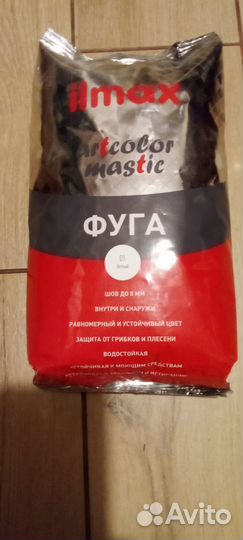 ilmax
artcolor
mastic
ФУГА
01
белый
ШОВ ДО 8 ММ
ВНУТРИ И СНАРУЖИ
РАВНОМЕРНЫЙ И УСТОЙЧИВЫЙ ЦВЕТ
ЗАЩИТА ОТ ГРИБКОВ И ПЛЕСЕНИ
ВОДОСТОЙКАЯ
УСТОЙЧИВАЯ К МОЮЩИМ СРЕДСТВАМ
Avito